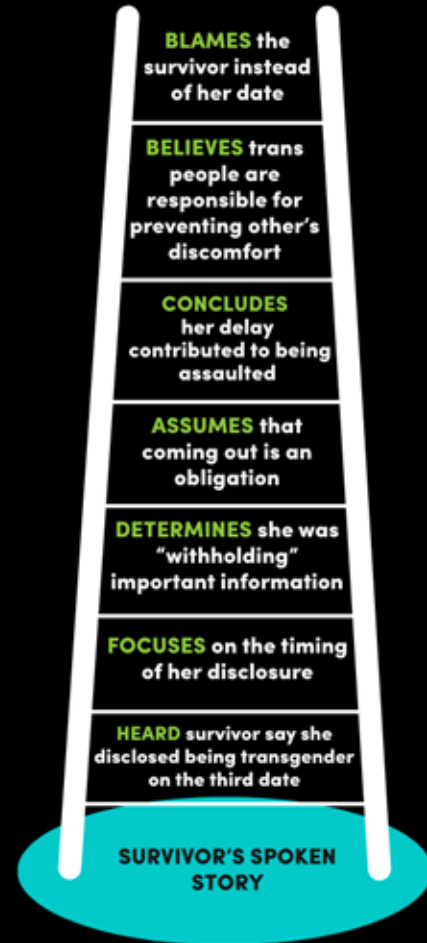 BLAMES the
survivor instead
of her date
BELIEVES trans
people are
responsible for
preventing other's
discomfort
CONCLUDES
her delay
contributed to being
assaulted
ASSUMES that
coming out is an
obligation
DETERMINES she was
“withholding”
important information
FOCUSES on the timing
of her disclosure
HEARD survivor say she
disclosed being transgender
on the third date
SURVIVOR'S SPOKEN
STORY